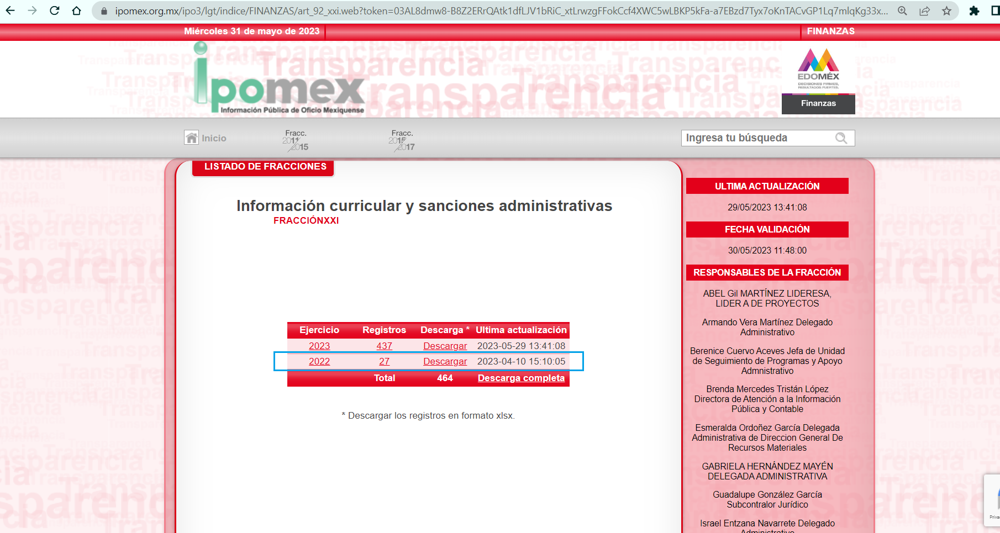 ipomex.org.mx/ipo3/lgt/indice/FINANZAS/art_92_xxi.web?token=03AL8dmw8-B8Z2ERrQAtk1dfLJV1bRiC_xtLrwzgFFokCcf4XWC5wLBKP5kFa-a7EBzd7Tyx7oKnTACvGP1Lq7mlqKg33x...
Miércoles 31 de mayo de 2023
FINANZAS
ipomex
Información Pública de Oficio Mexiquense
EDOMÉX
DECISIONES FIRMES,
RESULTADOS FUERTES.
Finanzas
Inicio
Fracc.
2011/2015
Fracc.
2015/2017
Ingresa tu búsqueda
LISTADO DE FRACCIONES
Información curricular y sanciones administrativas
FRACCIÓNXXI
Ejercicio Registros Descarga * Ultima actualización
2023 437 Descargar 2023-05-29 13:41:08
2022 27 Descargar 2023-04-10 15:10:05
Total 464 Descarga completa
* Descargar los registros en formato xlsx.
ULTIMA ACTUALIZACIÓN
29/05/2023 13:41:08
FECHA VALIDACIÓN
30/05/2023 11:48:00
RESPONSABLES DE LA FRACCIÓN
ABEL Gil MARTÍNEZ LIDERESA,
LIDER A DE PROYECTOS
Armando Vera Martínez Delegado
Administrativo
Berenice Cuervo Aceves Jefa de Unidad
de Seguimiento de Programas y Apoyo
Admnistrativo
Brenda Mercedes Tristán López
Directora de Atención a la Información
Pública y Contable
Esmeralda Ordoñez García Delegada
Administrativa de Direccion General De
Recursos Materiales
GABRIELA HERNÁNDEZ MAYÉN
DELEGADA ADMINISTRATIVA
Guadalupe González García
Subcontralor Jurídico
Israel Entzana Navarrete Delegado
Administrativo